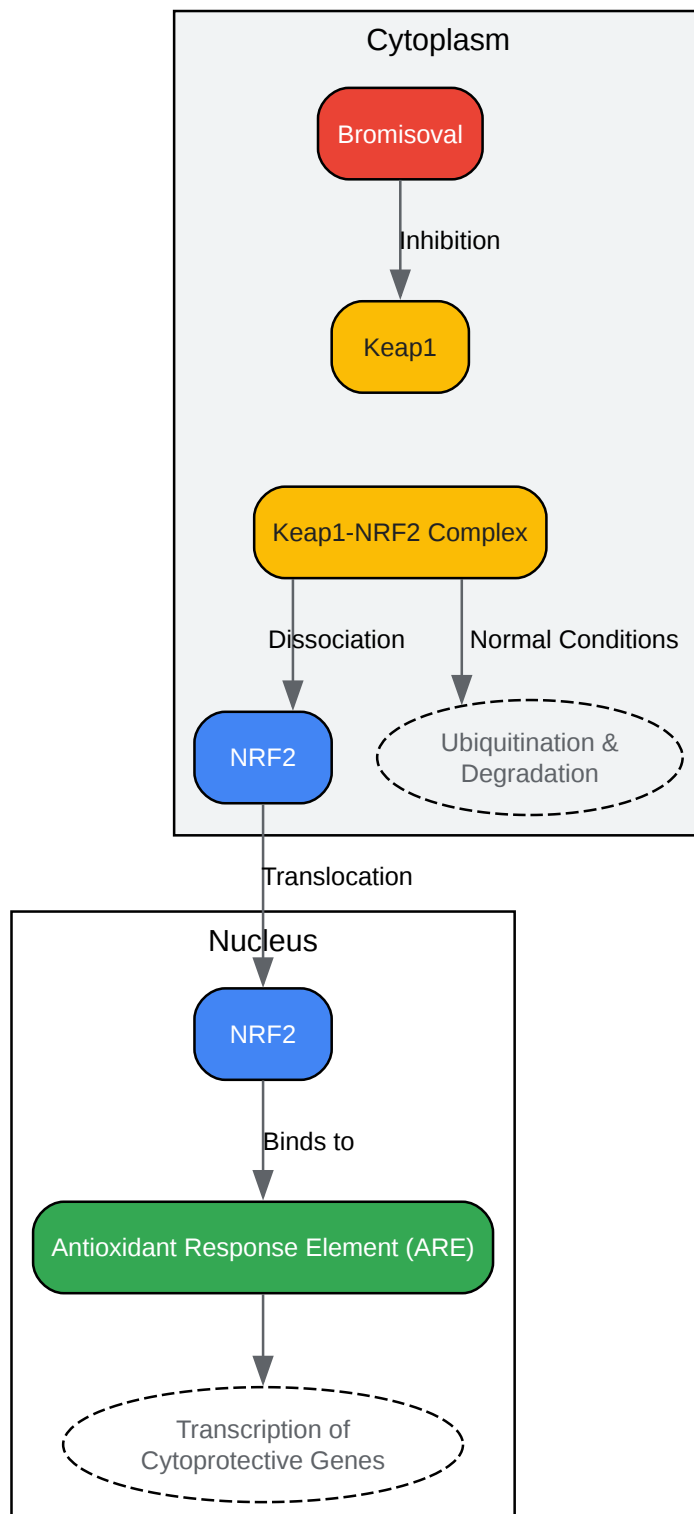 Cytoplasm
Bromisoval
Inhibition
Keap1
Keap1-NRF2 Complex
Dissociation
Normal Conditions
NRF2
Ubiquitination &
Degradation
Translocation
Nucleus
NRF2
Binds to
Antioxidant Response Element (ARE)
Transcription of
Cytoprotective Genes